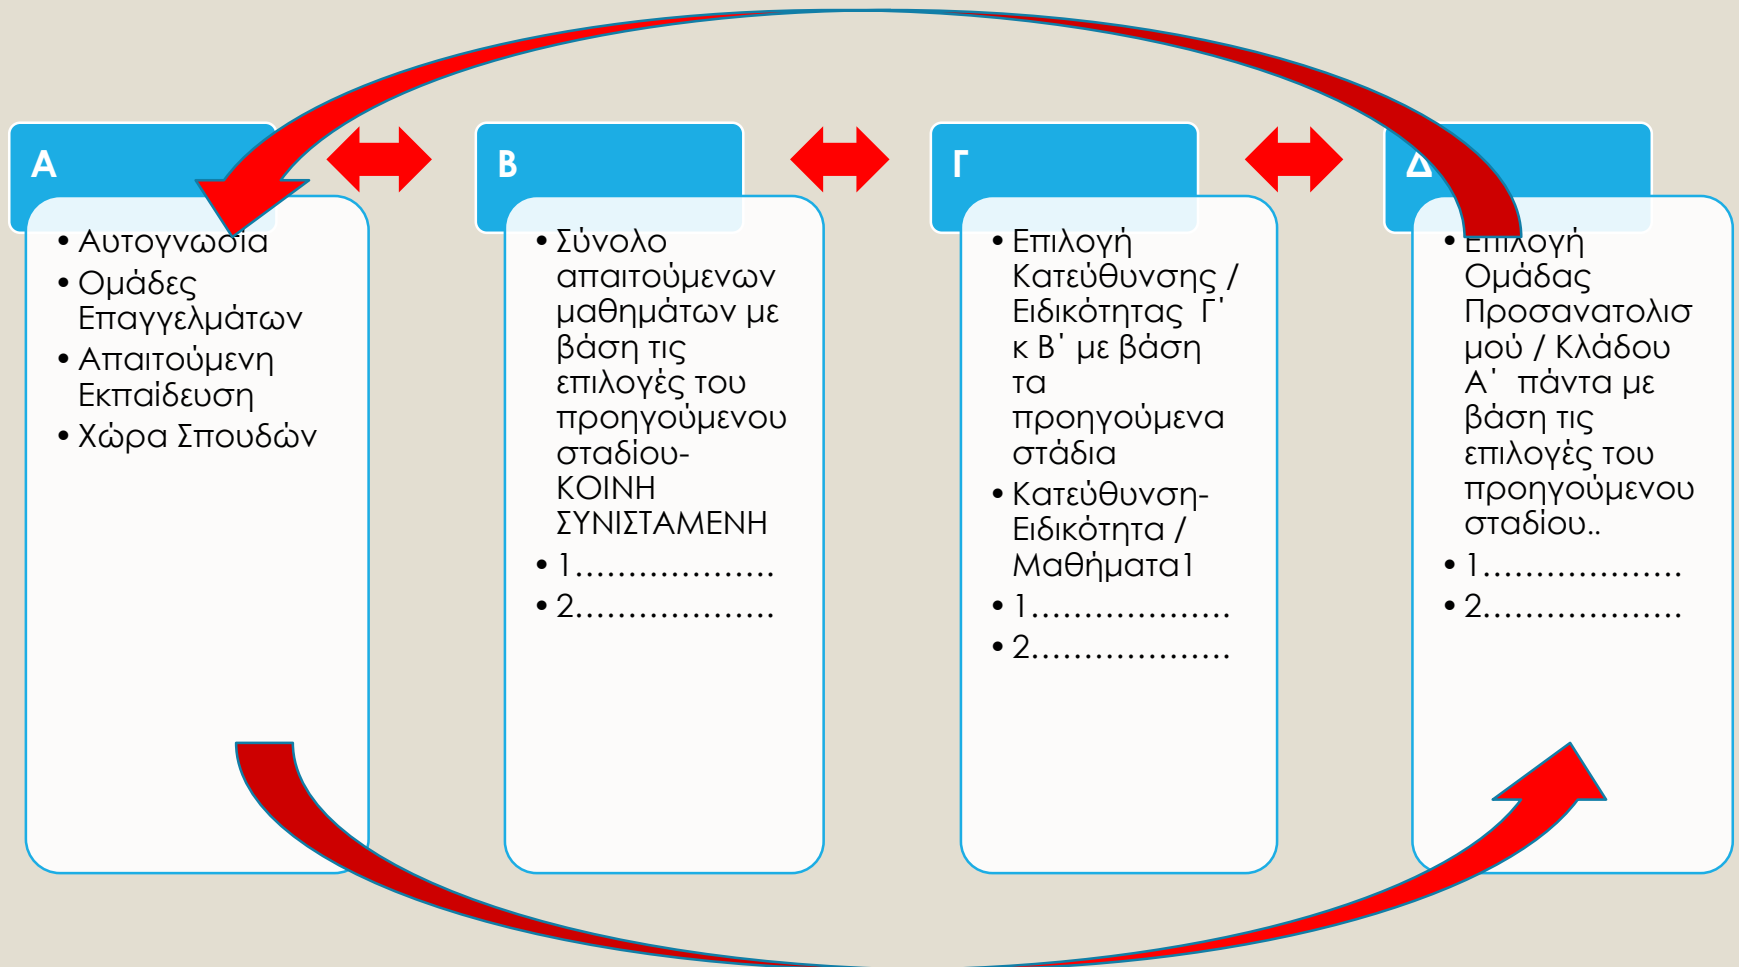 Α
• Αυτογνωσία
• Ομάδες
Επαγγελμάτων
• Απαιτούμενη
Εκπαίδευση
• Χώρα Σπουδών
Β
• Σύνολο
απαιτούμενων
μαθημάτων με
βάση τις
επιλογές του
προηγούμενου
σταδίου-
ΚΟΙΝΗ
ΣΥΝΙΣΤΑΜΕΝΗ
• 1...................
• 2...................
Γ
• Επιλογή
Κατεύθυνσης /
Ειδικότητας Γ΄
κ Β΄ με βάση
τα
προηγούμενα
στάδια
• Κατεύθυνση-
Ειδικότητα /
Μαθήματα1
• 1...................
• 2...................
Δ
• Επιλογή
Ομάδας
Προσανατολισ
μού / Κλάδου
Α΄ πάντα με
βάση τις
επιλογές του
προηγούμενου
σταδίου..
• 1...................
• 2...................